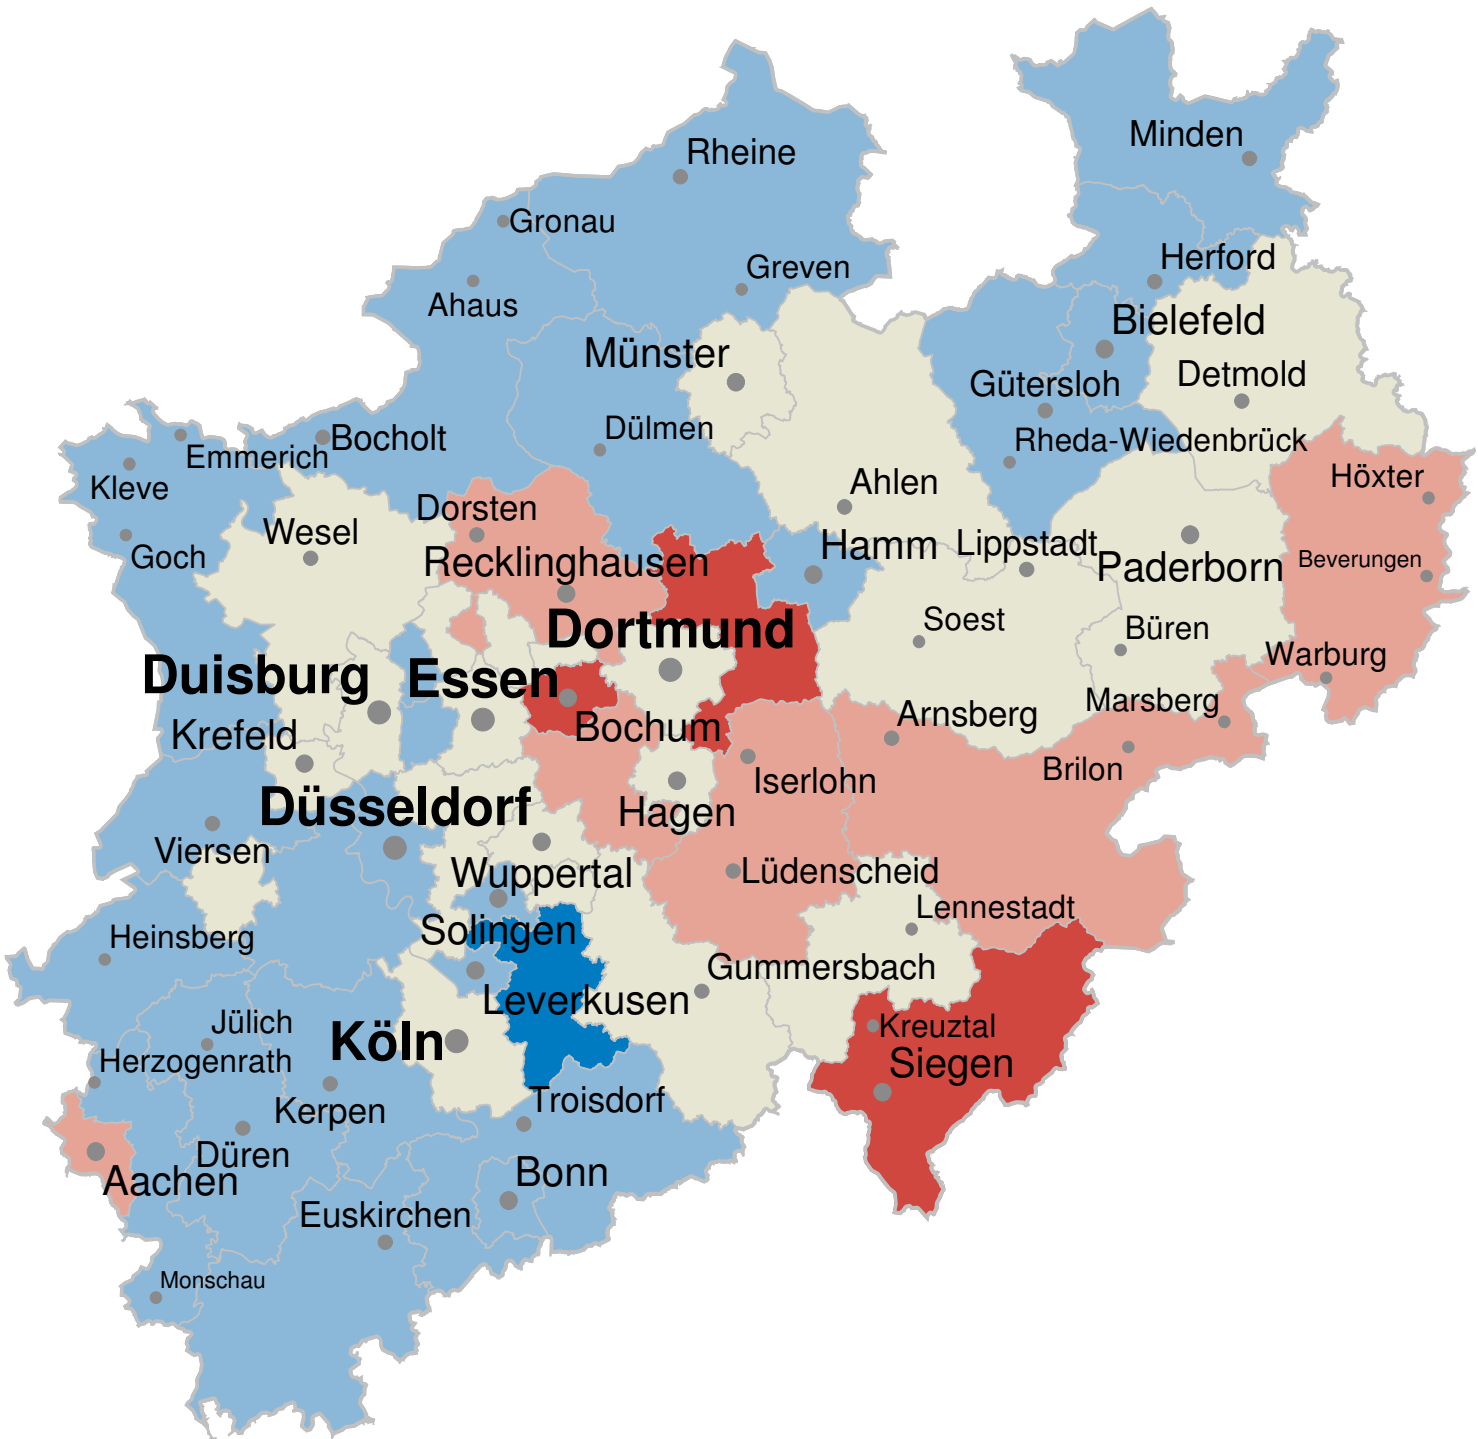 Minden
Rheine
Gronau
Herford
Greven
Ahaus
Bielefeld
Münster
Detmold
Gütersloh
Dülmen
Bocholt
Rheda-Wiedenbrück
Emmerich
Höxter
Kleve
Ahlen
Dorsten
Wesel
Hamm
Lippstadt
Goch
Recklinghausen
Paderborn
Beverungen
Soest
Dortmund
Büren
Warburg
Duisburg
Essen
Marsberg
Arnsberg
Bochum
Krefeld
Brilon
Iserlohn
Düsseldorf
Hagen
Viersen
Wuppertal
Lüdenscheid
Lennestadt
Solingen
Heinsberg
Gummersbach
Leverkusen
Jülich
Kreuztal
Köln
Herzogenrath
Siegen
Troisdorf
Kerpen
Düren
Bonn
Aachen
Euskirchen
Monschau